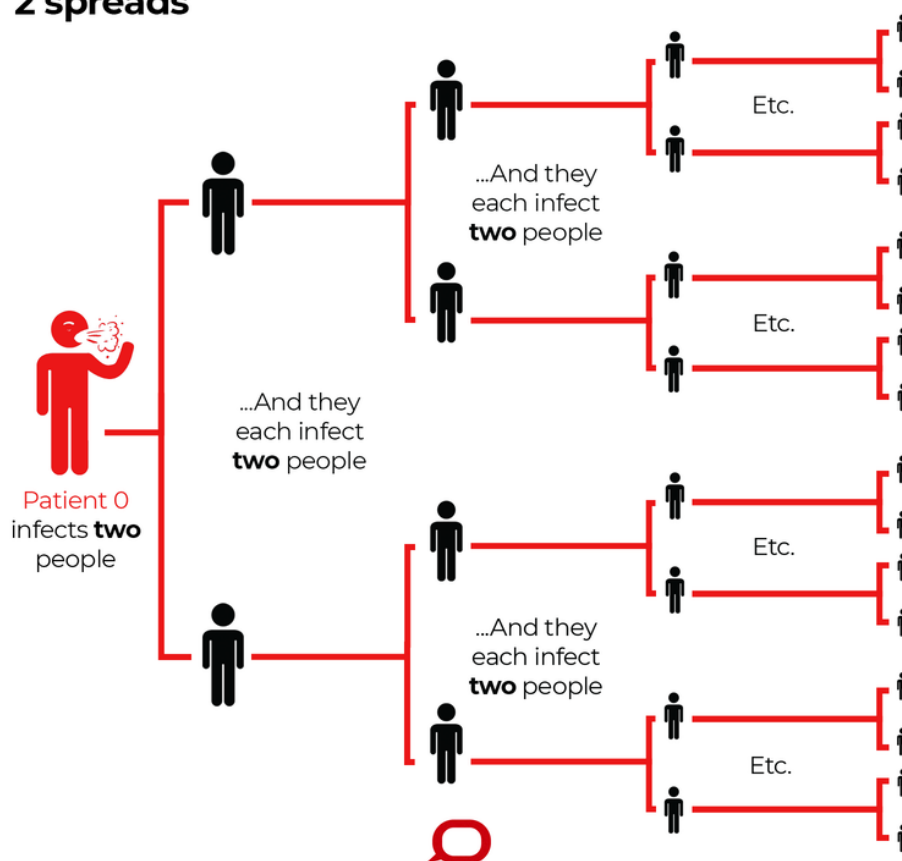 2 spreads
...And they
each infect
two people
Etc.
Etc.
...And they
each infect
two people
Patient 0
infects two
people
Etc.
...And they
each infect
two people
Etc.